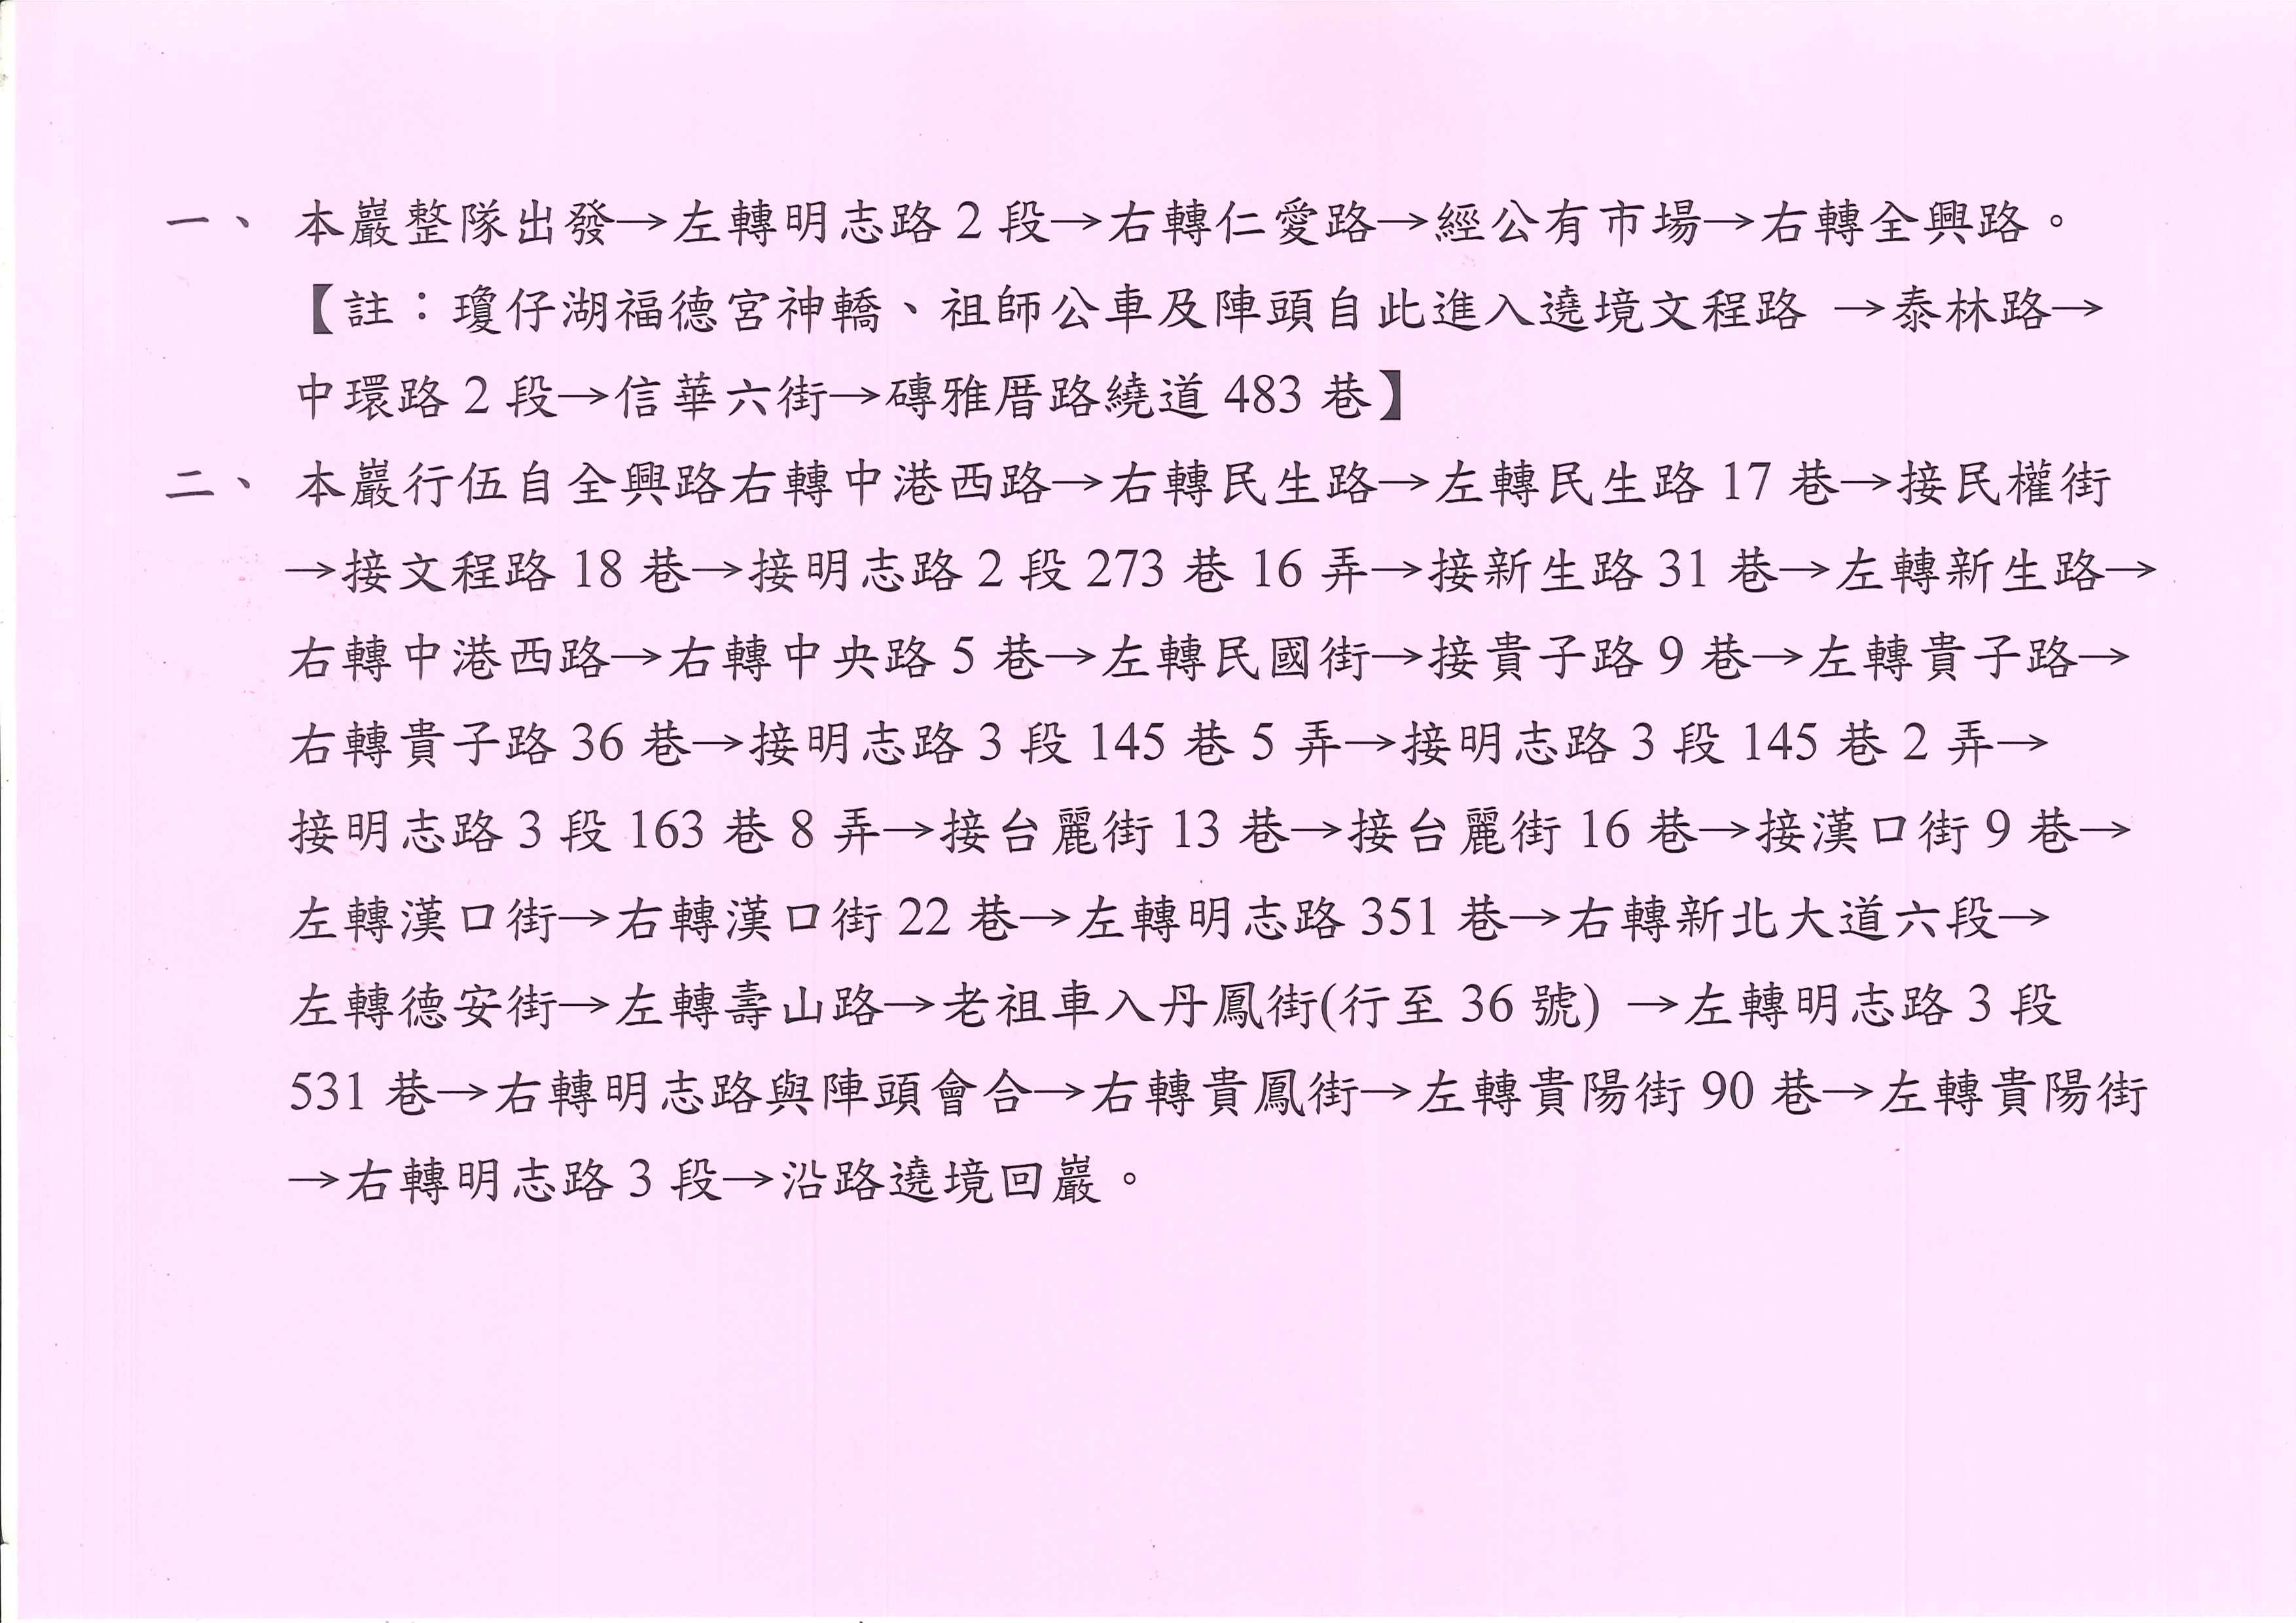 一、 本巖整隊出發→左轉明志路 2 段→右轉仁愛路→經公有市場→右轉全興路。
【註：瓊仔湖福德宮神轎、祖師公車及陣頭自此進入遶境文程路 →泰林路→
中環路 2 段→信華六街→磚雅厝路繞道 483 巷】
二、 本巖行伍自全興路右轉中港西路→右轉民生路→左轉民生路 17 巷→接民權街
→接文程路 18 巷→接明志路 2 段 273 巷 16 弄→接新生路 31 巷→左轉新生路→
右轉中港西路→右轉中央路 5 巷→左轉民國街→接貴子路 9 巷→左轉貴子路→
右轉貴子路 36 巷→接明志路 3 段 145 巷 5 弄→接明志路 3 段 145 巷 2 弄→
接明志路 3 段 163 巷 8 弄→接台麗街 13 巷→接台麗街 16 巷→接漢口街 9 巷→
左轉漢口街→右轉漢口街 22 巷→左轉明志路 351 巷→右轉新北大道六段→
左轉德安街→左轉壽山路→老祖車入丹鳳街(行至 36 號) →左轉明志路 3 段
531 巷→右轉明志路與陣頭會合→右轉貴鳳街→左轉貴陽街 90 巷→左轉貴陽街
→右轉明志路 3 段→沿路遶境回巖。